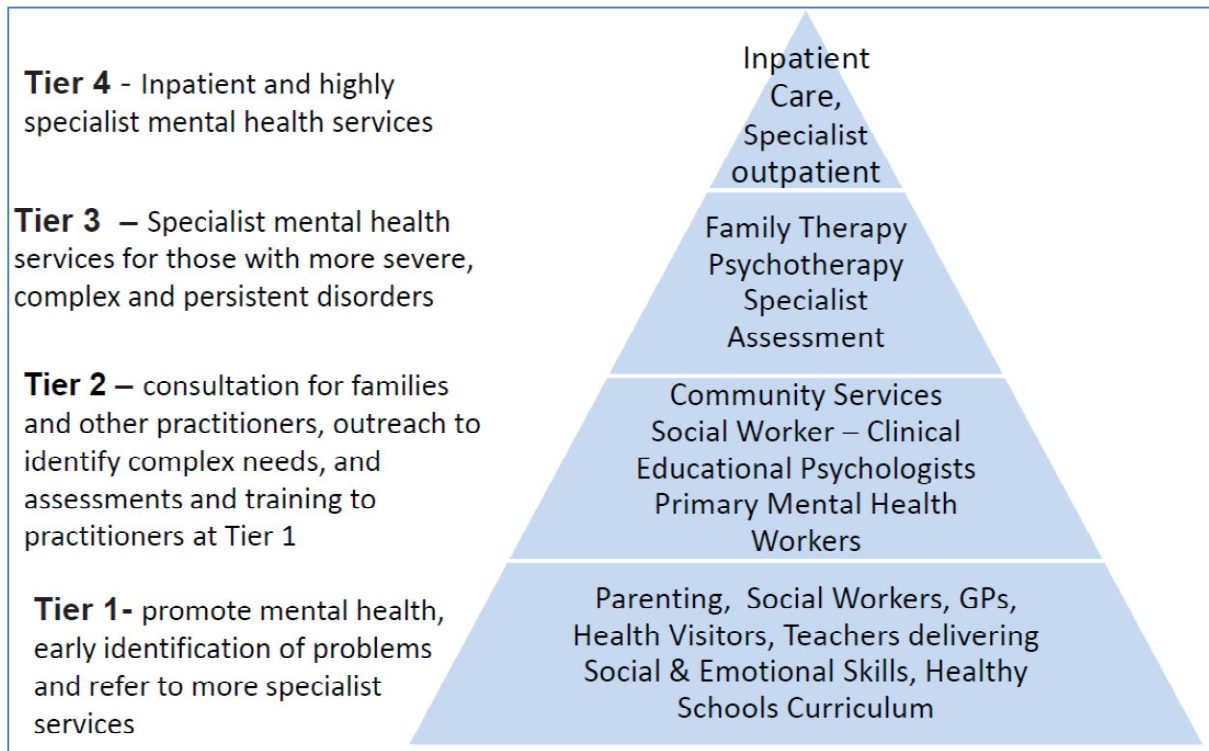 Tier 4 - Inpatient and highly
specialist mental health services
Inpatient
Care,
Specialist
outpatient
Tier 3 – Specialist mental health
services for those with more severe,
complex and persistent disorders
Family Therapy
Psychotherapy
Specialist
Assessment
Tier 2 – consultation for families
and other practitioners, outreach to
identify complex needs, and
assessments and training to
practitioners at Tier 1
Community Services
Social Worker – Clinical
Educational Psychologists
Primary Mental Health
Workers
Tier 1- promote mental health,
early identification of problems
and refer to more specialist
services
Parenting, Social Workers, GPs,
Health Visitors, Teachers delivering
Social & Emotional Skills, Healthy
Schools Curriculum